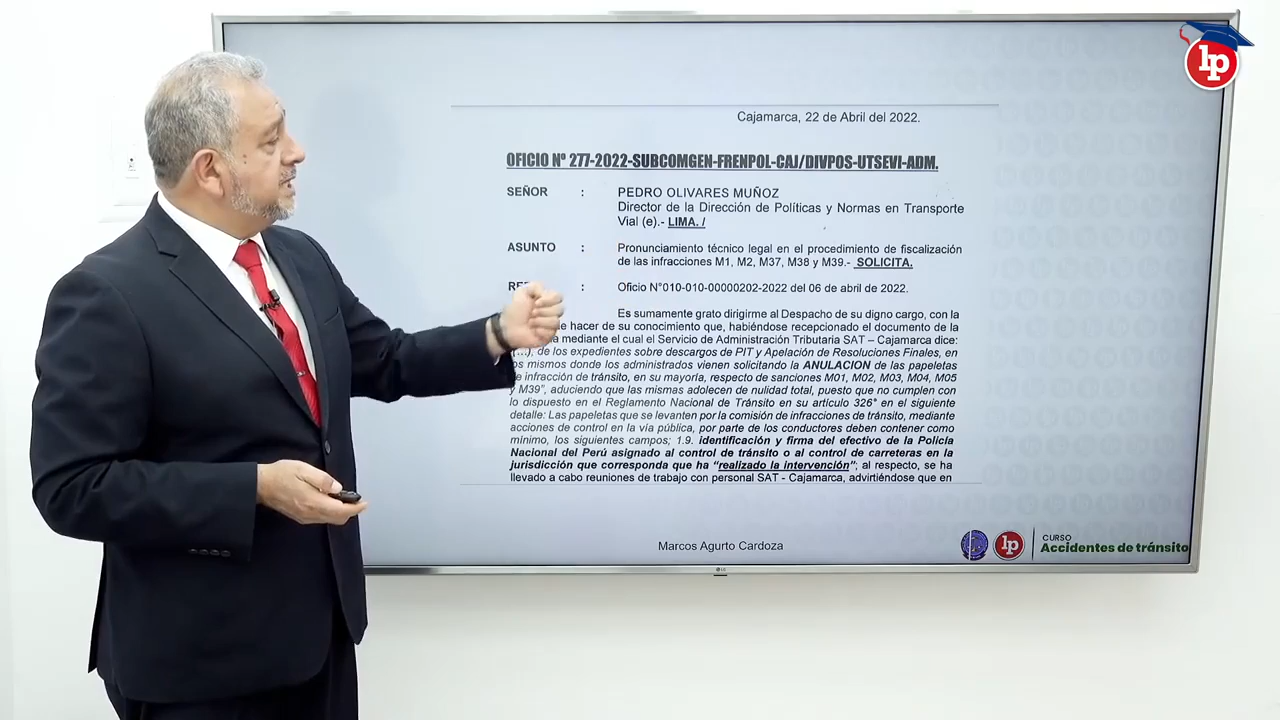 lp
Cajamarca, 22 de Abril del 2022.
OFICIO Nº 277-2022-SUBCOMGEN-FRENPOL-CAJ/DIVPOS-UTSEVI-ADM.
SEÑOR : PEDRO OLIVARES MUÑOZ
Director de la Dirección de Políticas y Normas en Transporte
Vial (e).- LIMA. /
ASUNTO : Pronunciamiento técnico legal en el procedimiento de fiscalización
de las infracciones M1, M2, M37, M38 y M39.- SOLICITA.
: Oficio N°010-010-00000202-2022 del 06 de abril de 2022.
Es sumamente grato dirigirme al Despacho de su digno cargo, con la
de hacer de su conocimiento que, habiéndose recepcionado el documento de la
mediante el cual el Servicio de Administración Tributaria SAT – Cajamarca dice:
(…), de los expedientes sobre descargos de PIT y Apelación de Resoluciones Finales, en
los mismos donde los administrados vienen solicitando la ANULACION de las papeletas
de infracción de tránsito, en su mayoría, respecto de sanciones M01, M02, M03, M04, M05
y M39", aduciendo que las mismas adolecen de nulidad total, puesto que no cumplen con
lo dispuesto en el Reglamento Nacional de Tránsito en su artículo 326° en el siguiente
detalle: Las papeletas que se levanten por la comisión de infracciones de tránsito, mediante
acciones de control en la vía pública, por parte de los conductores deben contener como
mínimo, los siguientes campos; 1.9. identificación y firma del efectivo de la Policía
Nacional del Perú asignado al control de tránsito o al control de carreteras en la
jurisdicción que corresponda que ha "realizado la intervención"; al respecto, se ha
llevado a cabo reuniones de trabajo con personal SAT - Cajamarca, advirtiéndose que en
Marcos Agurto Cardoza
lp
CURSO
Accidentes de tránsito
LG